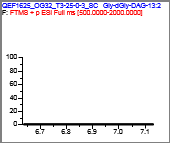 QEF1625_OG32_T3-25-0-3_SC Gly-dGly-DAG-13:2
F: FTMS + p ESI Full ms [500.0000-2000.0000]
100
80
60
40
20
0
6.7 6.8 6.9 7.0 7.1